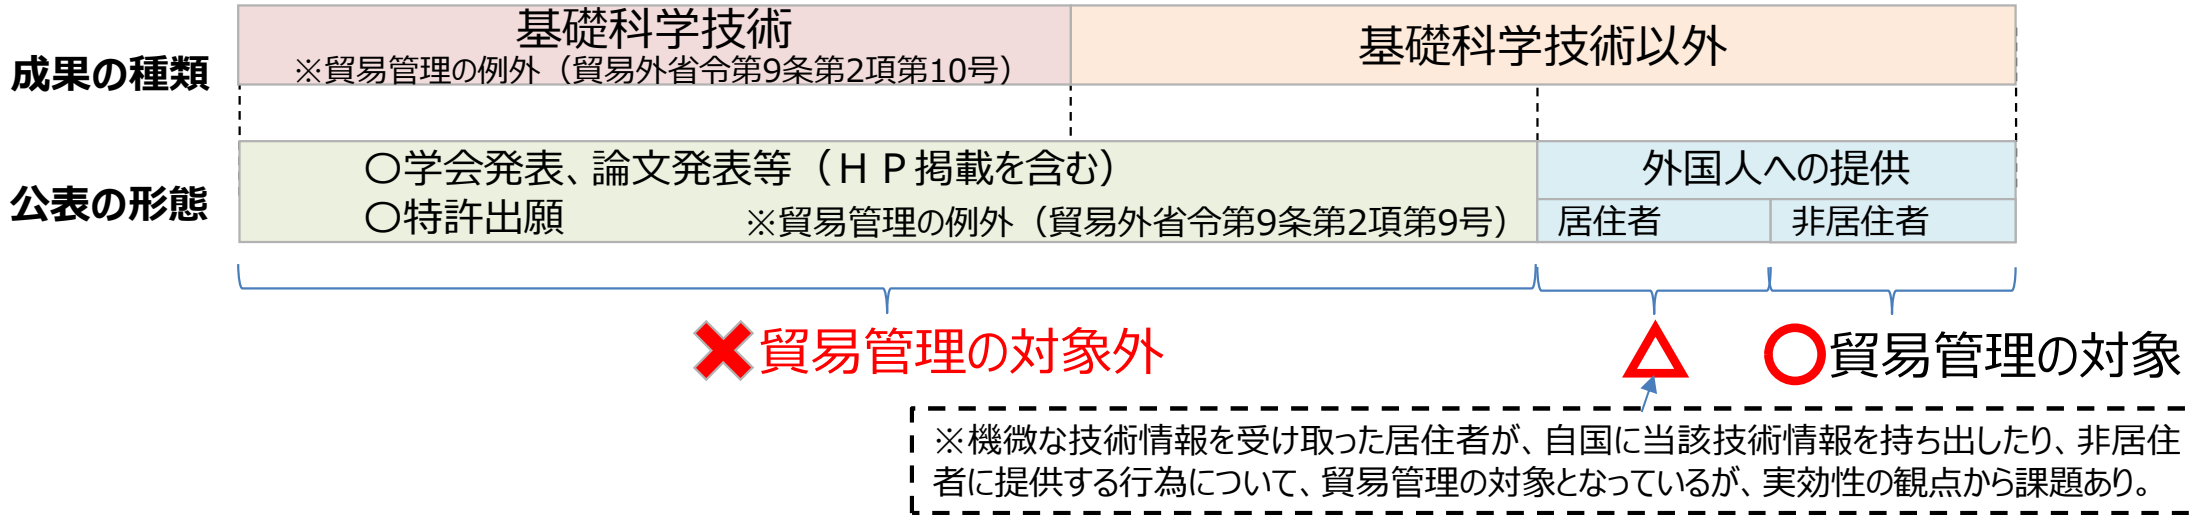 成果の種類
基礎科学技術
※貿易管理の例外（貿易外省令第9条第2項第10号）
基礎科学技術以外
公表の形態
〇学会発表、論文発表等（ＨＰ掲載を含む）
〇特許出願
※貿易管理の例外（貿易外省令第9条第2項第9号）
外国人への提供
居住者
非居住者
貿易管理の対象外
貿易管理の対象
※機微な技術情報を受け取った居住者が、自国に当該技術情報を持ち出したり、非居住
者に提供する行為について、貿易管理の対象となっているが、実効性の観点から課題あり。